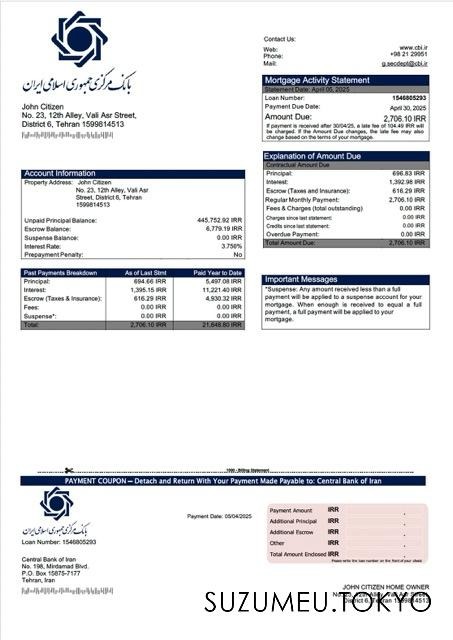 بانک مرکزی جمهوری اسلامی ایران
Contact Us:
Web: www.cbi.ir
Phone: +98 21 29951
Mail: g.secdept@cbi.ir
John Citizen
No. 23, 12th Alley, Vali Asr Street,
District 6, Tehran 1599814513
Mortgage Activity Statement
Statement Date: April 05, 2025
Loan Number: 1546805293
Payment Due Date: April 30, 2025
Amount Due: 2,706.10 IRR
If payment is received after 30/04/25, a late fee of 104.49 IRR will
be charged. If the Amount Due changes, the late fee may also
change based on the terms of your mortgage.
Explanation of Amount Due
Contractual Amount Due
Principal: 696.83 IRR
Interest: 1,392.98 IRR
Escrow (Taxes and Insurance): 616.29 IRR
Regular Monthly Payment: 2,706.10 IRR
Fees & Charges (total outstanding) 0.00 IRR
Charges since last statement: 0.00 IRR
Credits since last statement: 0.00 IRR
Overdue Payment: 0.00 IRR
Total Amount Due: 2,706.10 IRR
Account Information
Property Address: John Citizen
No. 23, 12th Alley, Vali Asr
Street, District 6, Tehran
1599814513
Unpaid Principal Balance: 445,752.92 IRR
Escrow Balance: 6,779.19 IRR
Suspense Balance: 0.00 IRR
Interest Rate: 3.756%
Prepayment Penalty: No
Past Payments Breakdown As of Last Stmt Paid Year to Date
Principal: 694.66 IRR 5,497.08 IRR
Interest: 1,395.15 IRR 11,221.40 IRR
Escrow (Taxes & Insurance): 616.29 IRR 4,930.32 IRR
Fees: 0.00 IRR 0.00 IRR
Suspense*: 0.00 IRR 0.00 IRR
Total: 2,706.10 IRR 21,648.80 IRR
Important Messages
*Suspense: Any amount received less than a full
payment will be applied to a suspense account for your
mortgage. When enough is received to equal a full
payment, a full payment will be applied to your
mortgage.
1000 - Billing Statement
PAYMENT COUPON — Detach and Return With Your Payment Made Payable to: Central Bank of Iran
بانک مرکزی جمهوری اسلامی ایران
Loan Number: 1546805293
Payment Date: 05/04/2025
Payment Amount IRR .
Additional Principal IRR .
Additional Escrow IRR .
Other IRR .
Total Amount Enclosed IRR .
Please write the loan number on the front of your check
Central Bank of Iran
No. 198, Mirdamad Blvd.
P.O. Box 15875-7177
Tehran, Iran
JOHN CITIZEN HOME OWNER
No. 23, 12th Alley, Vali Asr Street,
District 6, Tehran 1599814513
SUZUMEU.TOKYO